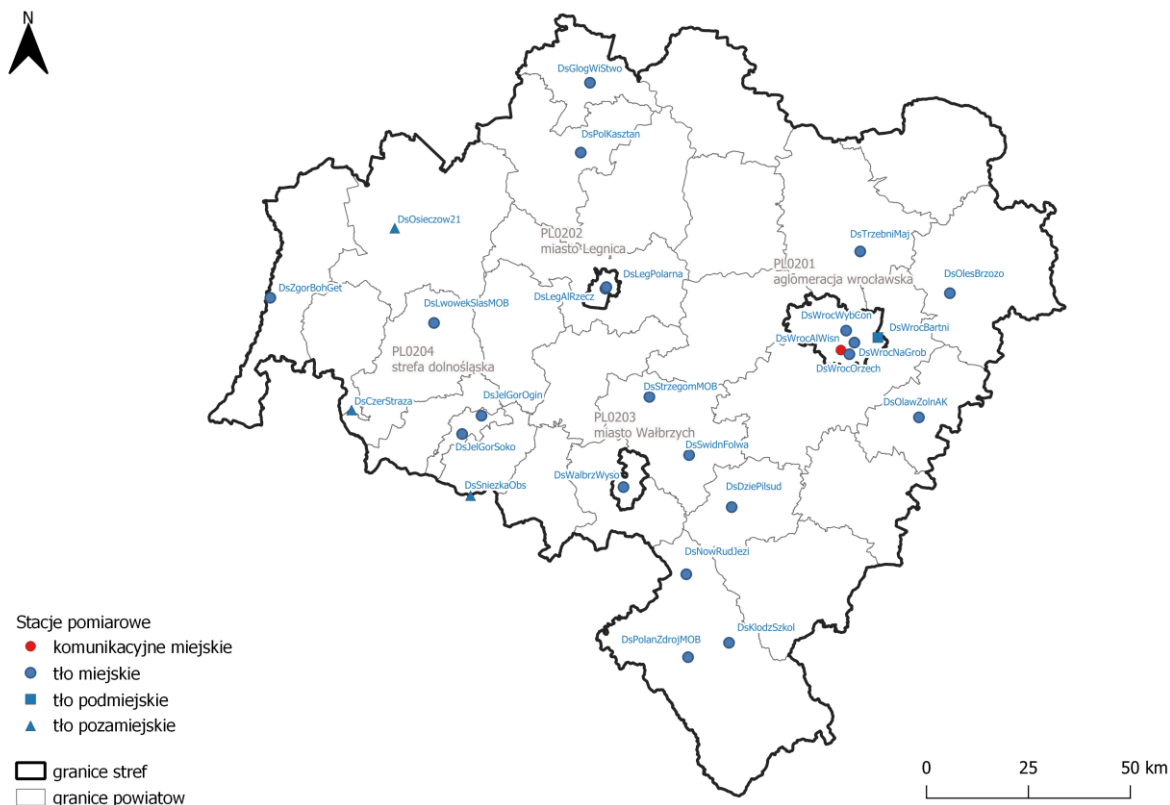 N
DsGlogWiStwo
DsPolKasztan
DsOsieczow21
PL0202
miasto Legnica
DsTrzebniMaj
PL0201
aglomeracja wrocławska
DsOlesBrzozo
DsZgorBohGet
DsLegPolarna
DsLegAlRzecz
DsLwowekSlasMOB
DsWrocWybCon
DsWrocBartni
DsWrocAlWisn
DsWrocNaGrob
DsWrocOrzech
PL0204
strefa dolnośląska
DsStrzegomMOB
DsJelGorOgin
DsCzerStraza
DsOlawZolnAK
PL0203
miasto Wałbrzych
DsJelGorSoko
DsSwidnFolwa
DsWalbrzWyso
DsSniezkaObs
DsDziePilsud
DsNowRudJezi
DsKlodzSzkol
DsPolanZdrojMOB
Stacje pomiarowe
komunikacyjne miejskie
tło miejskie
tło podmiejskie
tło pozamiejskie
granice stref
granice powiatow
0 25 50 km